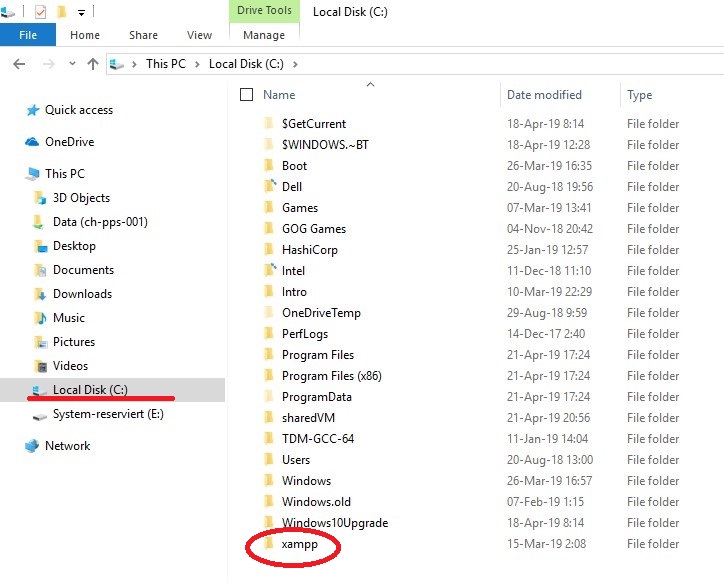 Drive Tools Local Disk (C:)
File Home Share View Manage
This PC Local Disk (C:)
Name Date modified Type
Quick access
OneDrive
This PC
3D Objects
Data (ch-pps-001)
Desktop
Documents
Downloads
Music
Pictures
Videos
Local Disk (C:)
System-reserviert (E:)
Network
$GetCurrent 18-Apr-19 8:14 File folder
$WINDOWS.~BT 18-Apr-19 12:28 File folder
Boot 26-Mar-19 16:35 File folder
Dell 20-Aug-18 19:56 File folder
Games 07-Mar-19 13:41 File folder
GOG Games 04-Nov-18 20:42 File folder
HashiCorp 25-Jan-19 12:57 File folder
Intel 11-Dec-18 11:10 File folder
Intro 10-Mar-19 22:29 File folder
OneDriveTemp 29-Aug-18 9:59 File folder
PerfLogs 14-Dec-17 2:40 File folder
Program Files 21-Apr-19 17:24 File folder
Program Files (x86) 21-Apr-19 17:24 File folder
ProgramData 21-Apr-19 17:24 File folder
sharedVM 21-Apr-19 20:56 File folder
TDM-GCC-64 11-Jan-19 14:04 File folder
Users 20-Aug-18 13:00 File folder
Windows 26-Mar-19 16:57 File folder
Windows.old 07-Feb-19 1:15 File folder
Windows10Upgrade 18-Apr-19 8:14 File folder
xampp 15-Mar-19 2:08 File folder